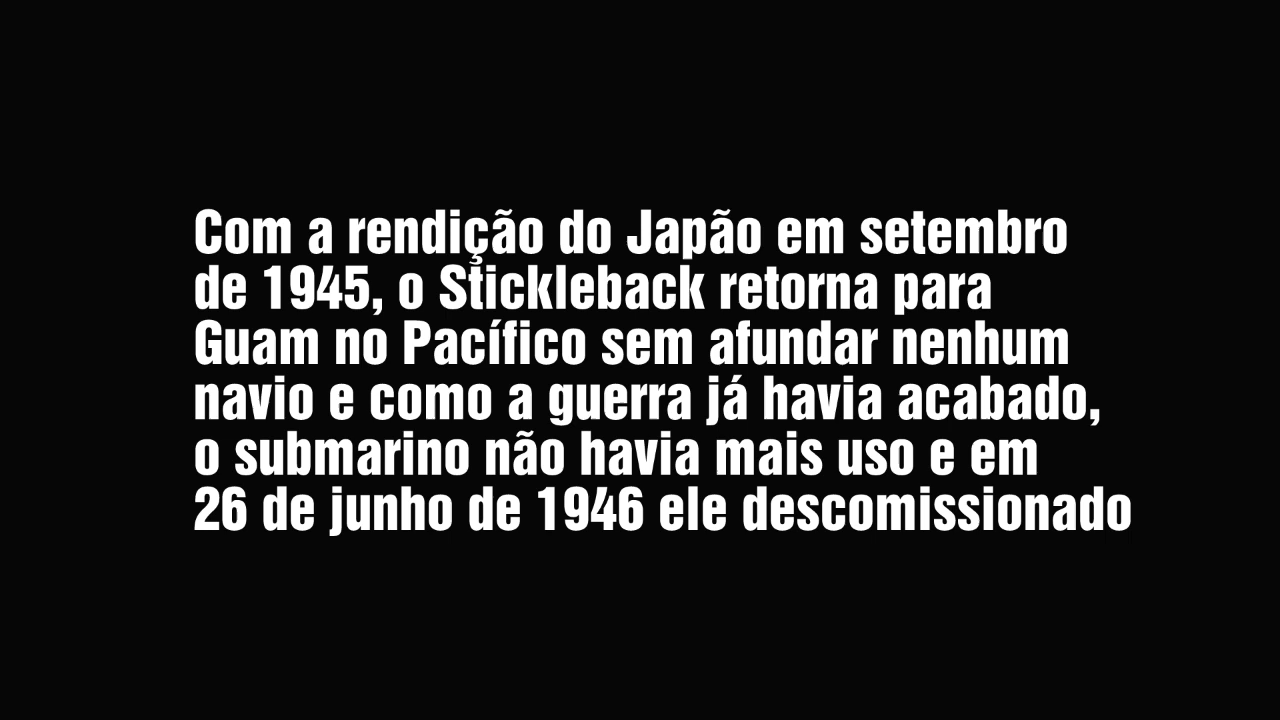 Com a rendição do Japão em setembro
de 1945, o Stickleback retorna para
Guam no Pacífico sem afundar nenhum
navio e como a guerra já havia acabado,
o submarino não havia mais uso e em
26 de junho de 1946 ele descomissionado